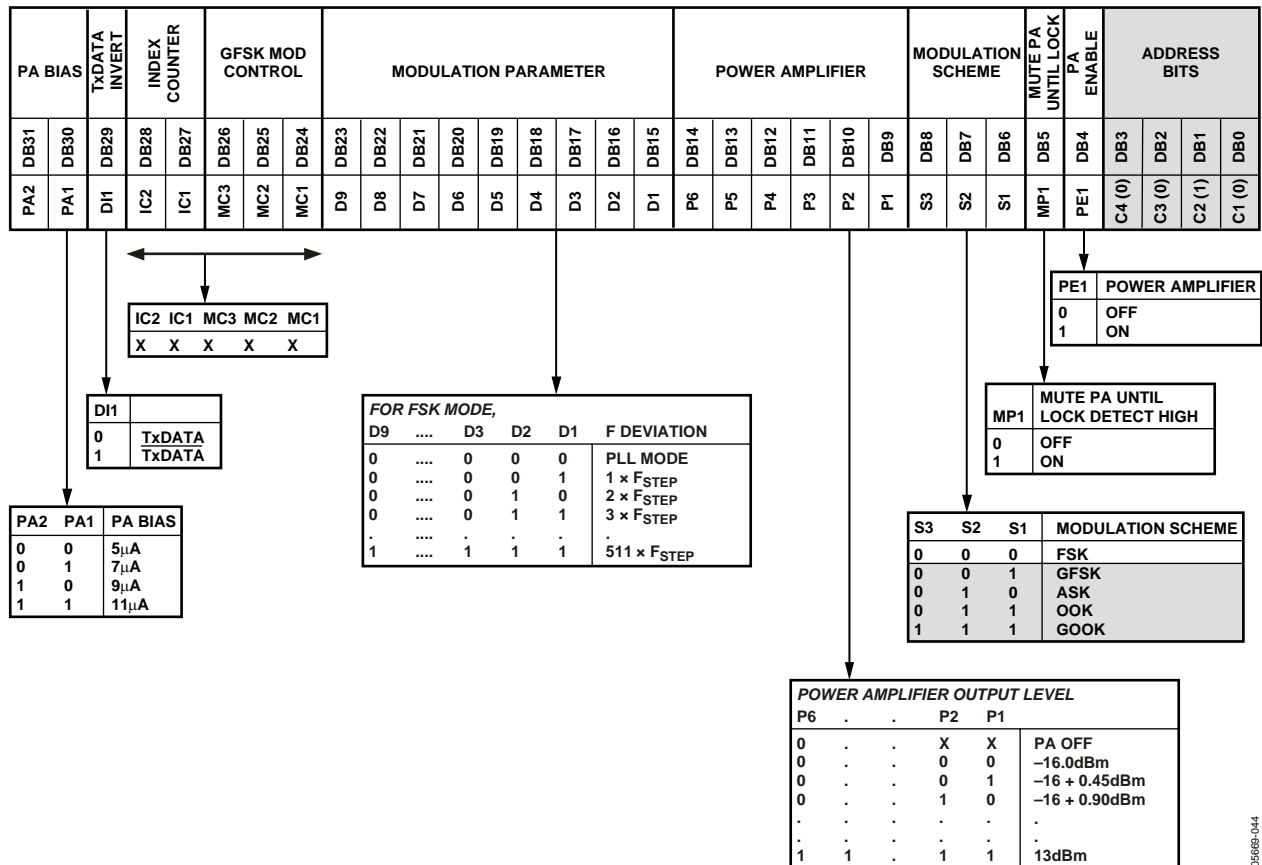 PA BIAS
TxDATA
INVERT
INDEX
COUNTER
GFSK MOD
CONTROL
MODULATION PARAMETER
POWER AMPLIFIER
MODULATION
SCHEME
MUTE PA
UNTIL LOCK
PA
ENABLE
ADDRESS
BITS
DB31 DB30 DB29 DB28 DB27 DB26 DB25 DB24 DB23 DB22 DB21 DB20 DB19 DB18 DB17 DB16 DB15 DB14 DB13 DB12 DB11 DB10 DB9 DB8 DB7 DB6 DB5 DB4 DB3 DB2 DB1 DB0
PA2 PA1 DI1 IC2 IC1 MC3 MC2 MC1 D9 D8 D7 D6 D5 D4 D3 D2 D1 P6 P5 P4 P3 P2 P1 S3 S2 S1 MP1 PE1 C4 (0) C3 (0) C2 (1) C1 (0)
PE1 POWER AMPLIFIER
0 OFF
1 ON
IC2 IC1 MC3 MC2 MC1
X X X X X
MP1 MUTE PA UNTIL
LOCK DETECT HIGH
0 OFF
1 ON
DI1
0 TxDATA
1 TxDATA
FOR FSK MODE,
D9 .... D3 D2 D1 F DEVIATION
0 .... 0 0 0 PLL MODE
0 .... 0 0 1 1 × FSTEP
0 .... 0 1 0 2 × FSTEP
0 .... 0 1 1 3 × FSTEP
. .... . . . .
1 .... 1 1 1 511 × FSTEP
PA2 PA1 PA BIAS
0 0 5µA
0 1 7µA
1 0 9µA
1 1 11µA
S3 S2 S1 MODULATION SCHEME
0 0 0 FSK
0 0 1 GFSK
0 1 0 ASK
0 1 1 OOK
1 1 1 GOOK
POWER AMPLIFIER OUTPUT LEVEL
P6 . . P2 P1
0 . . X X PA OFF
0 . . 0 0 –16.0dBm
0 . . 0 1 –16 + 0.45dBm
0 . . 1 0 –16 + 0.90dBm
. . . . . .
. . . . . .
1 1 . 1 1 13dBm
05669-044